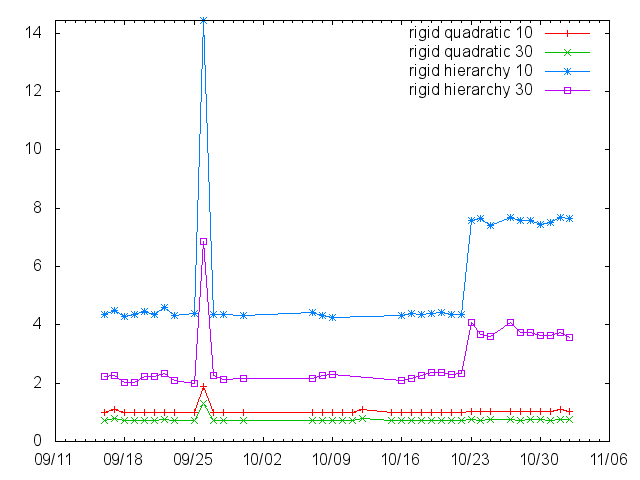 14
12
10
8
6
4
2
0
09/11 09/18 09/25 10/02 10/09 10/16 10/23 10/30 11/06
rigid quadratic 10
rigid quadratic 30
rigid hierarchy 10
rigid hierarchy 30